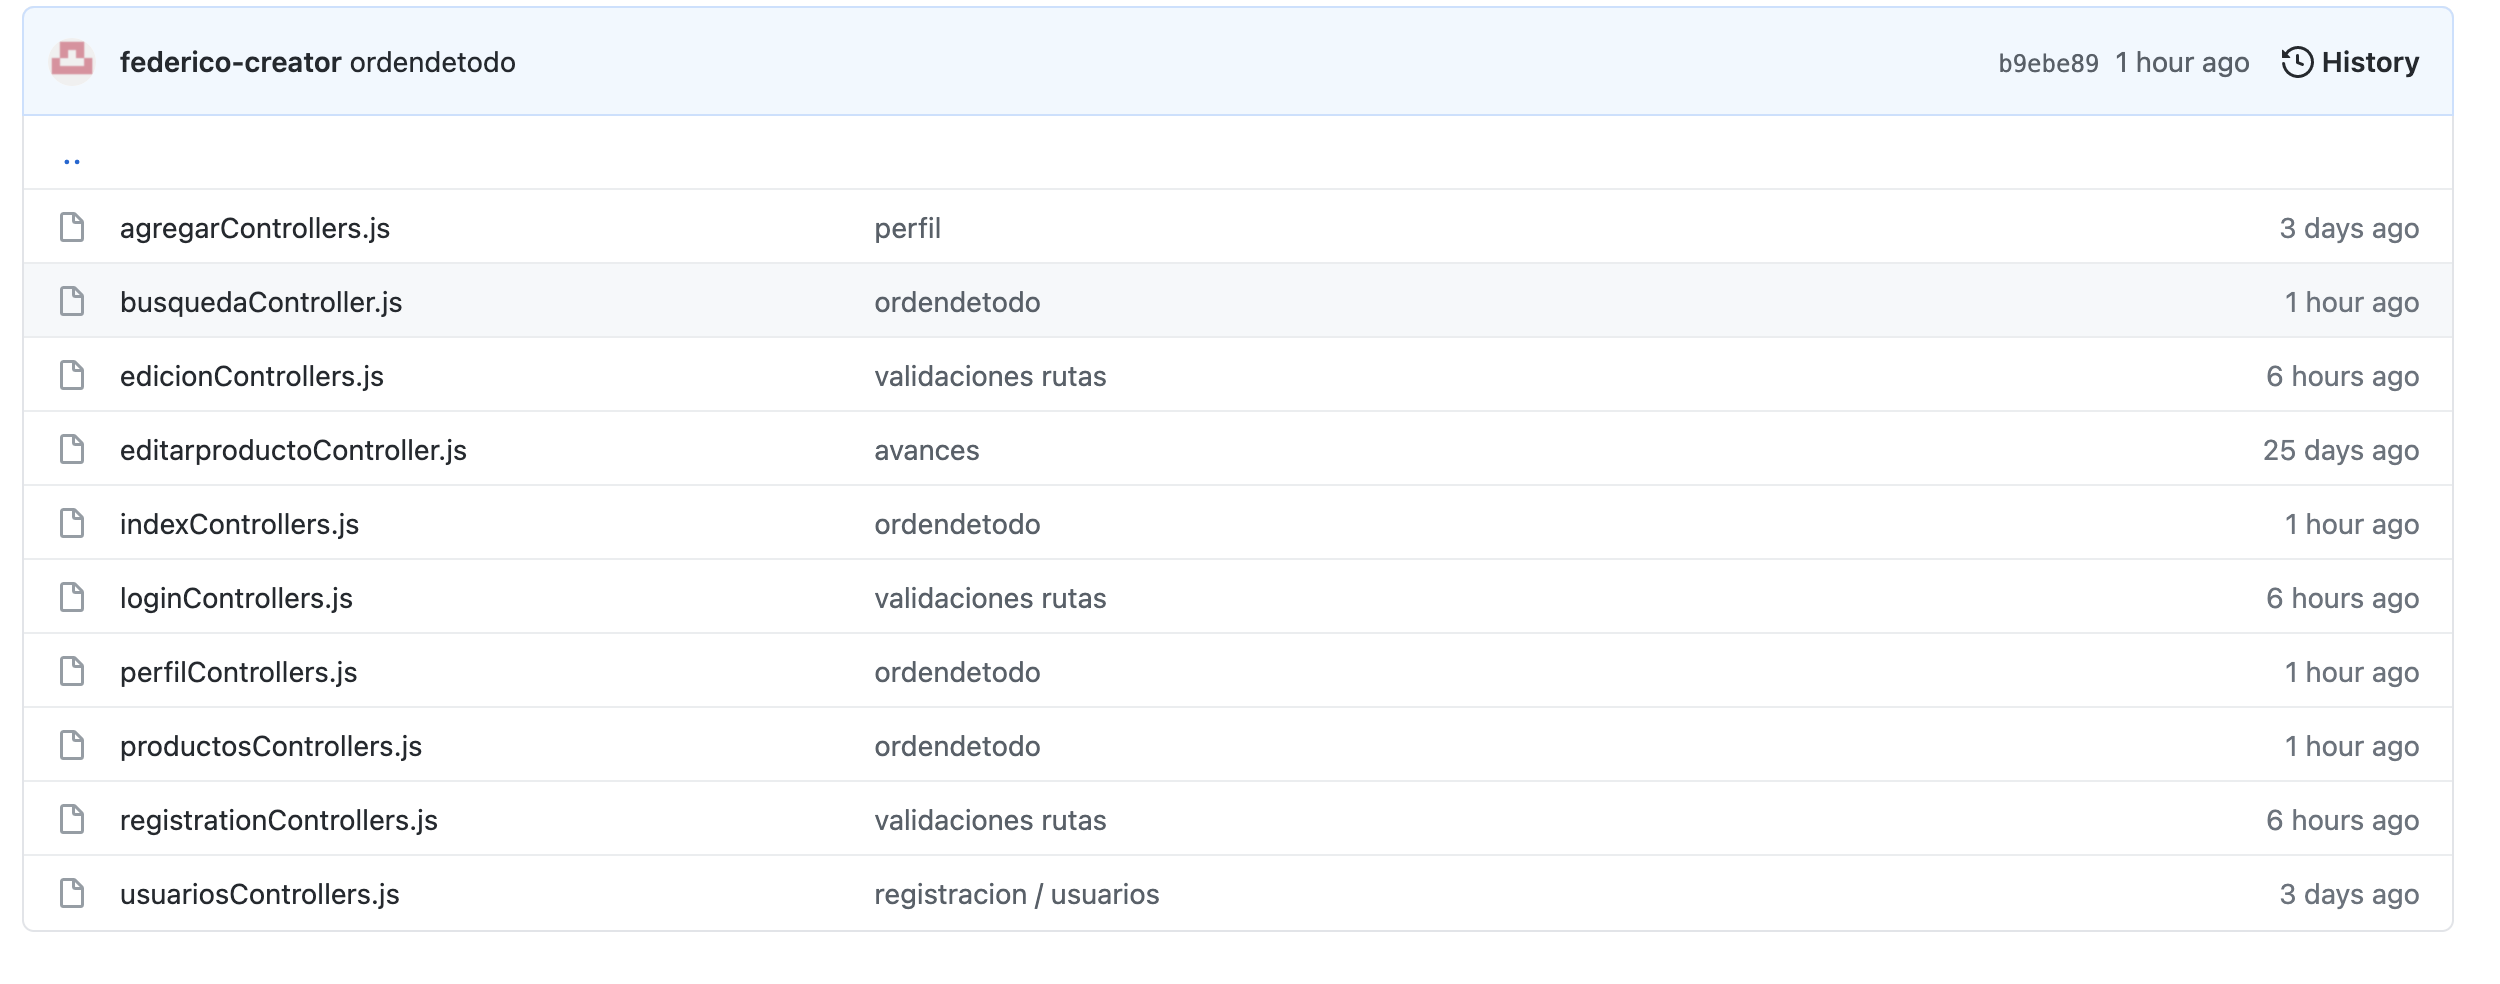 federico-creator ordendetodo b9ebe89 1 hour ago History
..
agregarControllers.js perfil 3 days ago
busquedaController.js ordendetodo 1 hour ago
edicionControllers.js validaciones rutas 6 hours ago
editarproductoController.js avances 25 days ago
indexControllers.js ordendetodo 1 hour ago
loginControllers.js validaciones rutas 6 hours ago
perfilControllers.js ordendetodo 1 hour ago
productosControllers.js ordendetodo 1 hour ago
registrationControllers.js validaciones rutas 6 hours ago
usuariosControllers.js registracion / usuarios 3 days ago